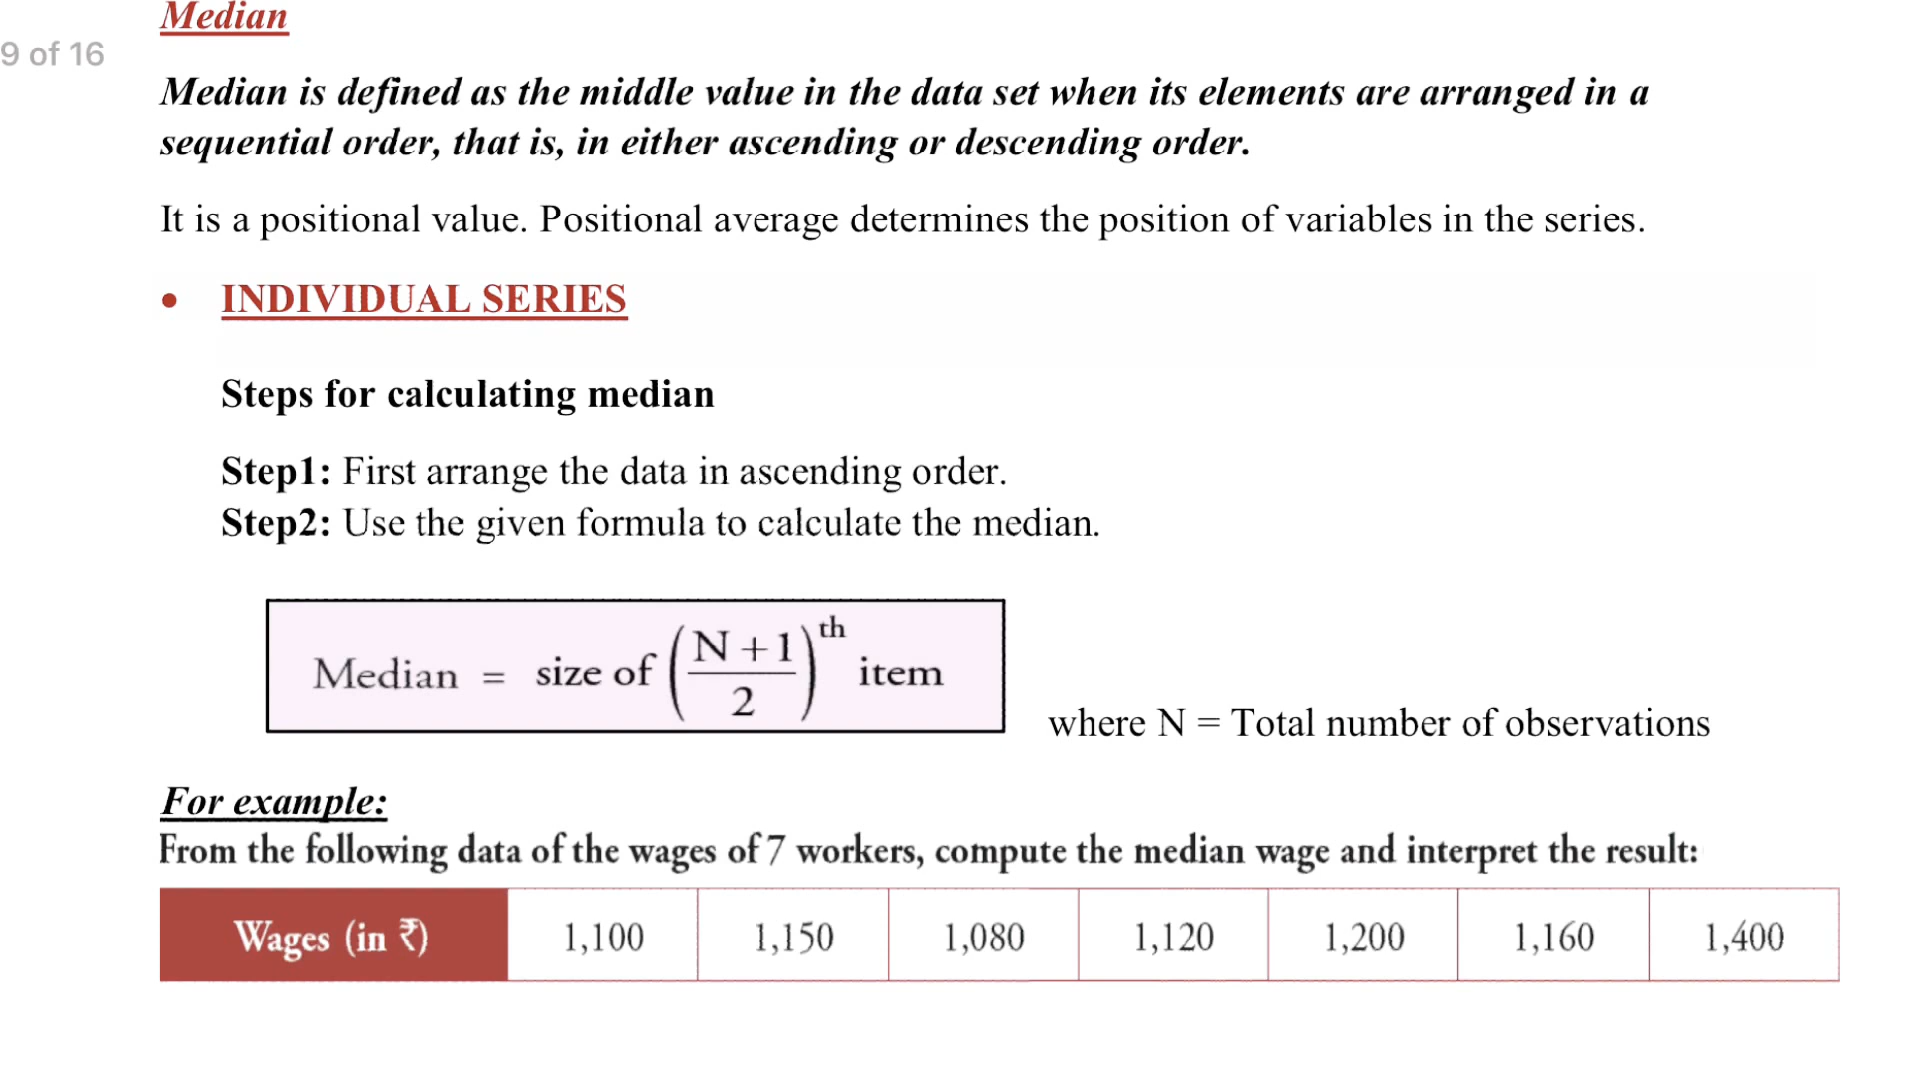 Median
9 of 16
Median is defined as the middle value in the data set when its elements are arranged in a
sequential order, that is, in either ascending or descending order.
It is a positional value. Positional average determines the position of variables in the series.
• INDIVIDUAL SERIES
Steps for calculating median
Step1: First arrange the data in ascending order.
Step2: Use the given formula to calculate the median.
Median = size of ((N+1)/2)th item
where N = Total number of observations
For example:
From the following data of the wages of 7 workers, compute the median wage and interpret the result:
Wages (in ₹) 1,100 1,150 1,080 1,120 1,200 1,160 1,400